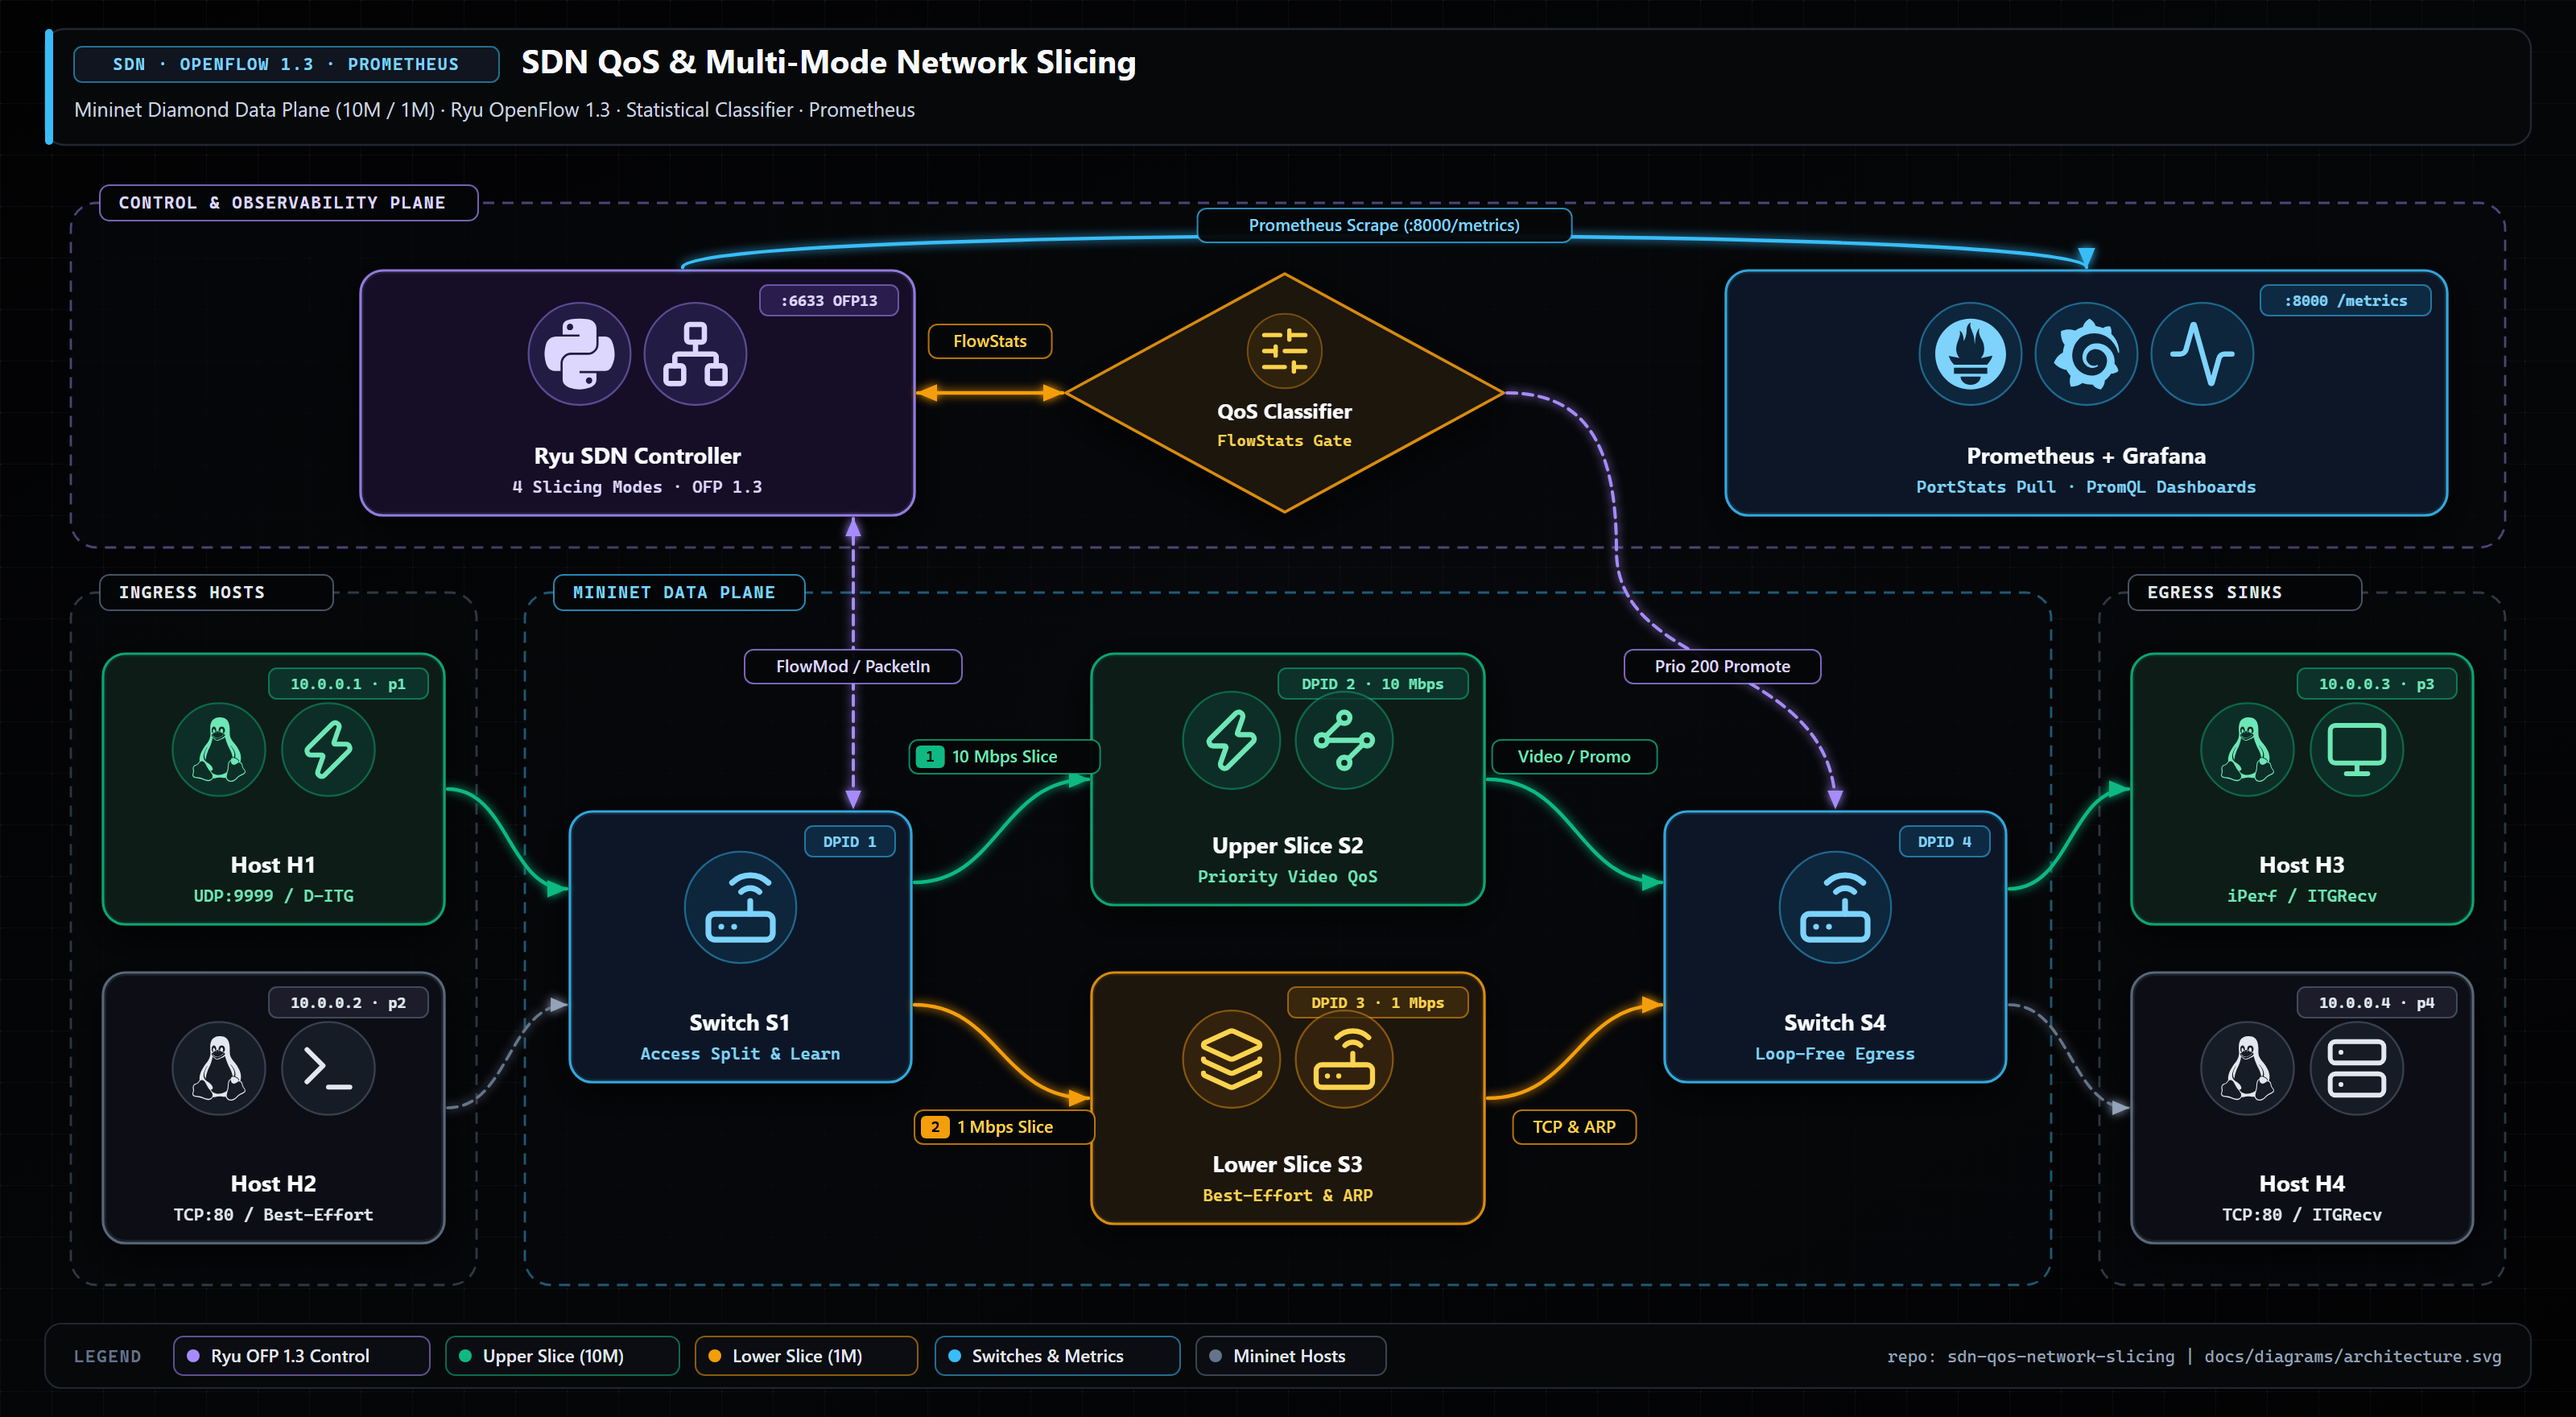 SDN · OPENFLOW 1.3 · PROMETHEUS
SDN QoS & Multi-Mode Network Slicing
Mininet Diamond Data Plane (10M / 1M) · Ryu OpenFlow 1.3 · Statistical Classifier · Prometheus
CONTROL & OBSERVABILITY PLANE
Prometheus Scrape (:8000/metrics)
:6633 OFP13
Ryu SDN Controller
4 Slicing Modes · OFP 1.3
FlowStats
QoS Classifier
FlowStats Gate
:8000 /metrics
Prometheus + Grafana
PortStats Pull · PromQL Dashboards
INGRESS HOSTS
MININET DATA PLANE
EGRESS SINKS
FlowMod / PacketIn
Prio 200 Promote
10.0.0.1 · p1
Host H1
UDP:9999 / D-ITG
10.0.0.2 · p2
Host H2
TCP:80 / Best-Effort
DPID 1
Switch S1
Access Split & Learn
1 10 Mbps Slice
2 1 Mbps Slice
DPID 2 · 10 Mbps
Upper Slice S2
Priority Video QoS
DPID 3 · 1 Mbps
Lower Slice S3
Best-Effort & ARP
Video / Promo
TCP & ARP
DPID 4
Switch S4
Loop-Free Egress
10.0.0.3 · p3
Host H3
iPerf / ITGRecv
10.0.0.4 · p4
Host H4
TCP:80 / ITGRecv
LEGEND
Ryu OFP 1.3 Control
Upper Slice (10M)
Lower Slice (1M)
Switches & Metrics
Mininet Hosts
repo: sdn-qos-network-slicing | docs/diagrams/architecture.svg